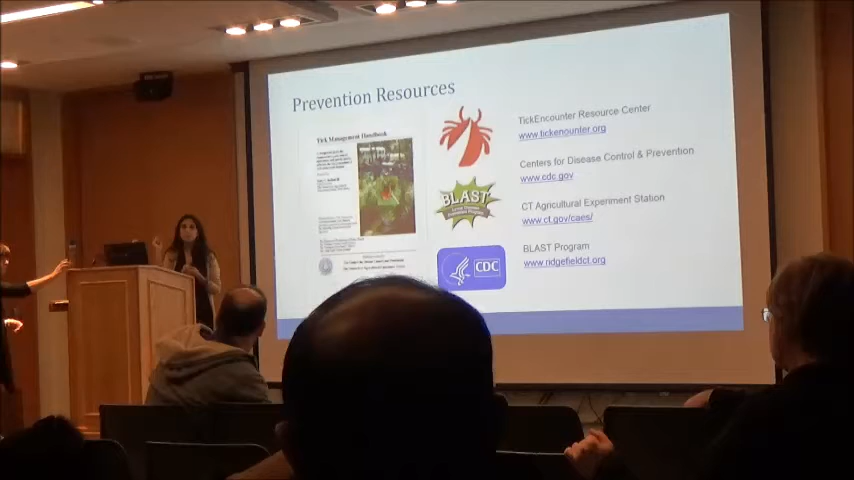 Prevention Resources
Tick Management Handbook
BLAST
CDC
TickEncounter Resource Center
www.tickencounter.org
Centers for Disease Control & Prevention
www.cdc.gov
CT Agricultural Experiment Station
www.ct.gov/caes/
BLAST Program
www.ridgefieldct.org